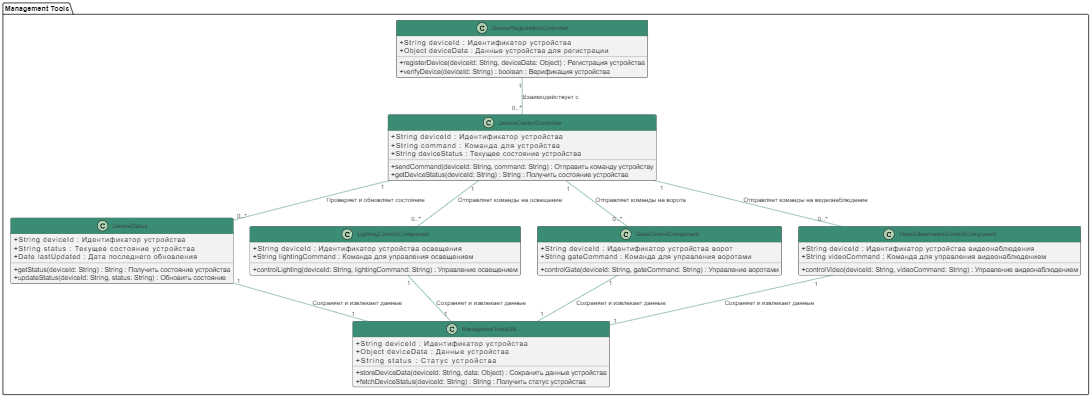 Management Tools
C DeviceRegistrationController
+String deviceId : Идентификатор устройства
+Object deviceData : Данные устройства для регистрации
+registerDevice(deviceId: String, deviceData: Object) : Регистрация устройства
+verifyDevice(deviceId: String) : boolean : Верификация устройства
1
Взаимодействует с
0..*
C DeviceControlController
+String deviceId : Идентификатор устройства
+String command : Команда для устройства
+String deviceStatus : Текущее состояние устройства
+sendCommand(deviceId: String, command: String) : Отправить команду устройству
+getDeviceStatus(deviceId: String) : String : Получить состояние устройства
1 1 1 1
Проверяет и обновляет состояние Отправляет команды на освещение Отправляет команды на ворота Отправляет команды на видеонаблюдение
0..* 0..* 0..* 0..*
C DeviceStatus
+String deviceId : Идентификатор устройства
+String status : Текущее состояние устройства
+Date lastUpdated : Дата последнего обновления
+getStatus(deviceId: String) : String : Получить состояние устройства
+updateStatus(deviceId: String, status: String) : Обновить состояние
C LightingControlComponent
+String deviceId : Идентификатор устройства освещения
+String lightingCommand : Команда для управления освещением
+controlLighting(deviceId: String, lightingCommand: String) : Управление освещением
C GateControlComponent
+String deviceId : Идентификатор устройства ворот
+String gateCommand : Команда для управления воротами
+controlGate(deviceId: String, gateCommand: String) : Управление воротами
C VideoObservationControlComponent
+String deviceId : Идентификатор устройства видеонаблюдения
+String videoCommand : Команда для управления видеонаблюдением
+controlVideo(deviceId: String, videoCommand: String) : Управление видеонаблюдением
1 1 1 1
Сохраняет и извлекает данные Сохраняет и извлекает данные Сохраняет и извлекает данные Сохраняет и извлекает данные
1 1 1 1
C
+String deviceId : Идентификатор устройства
+Object deviceData : Данные устройства
+String status : Статус устройства
+storeDeviceData(deviceId: String, data: Object) : Сохранить данные устройства
+fetchDeviceStatus(deviceId: String) : String : Получить статус устройства